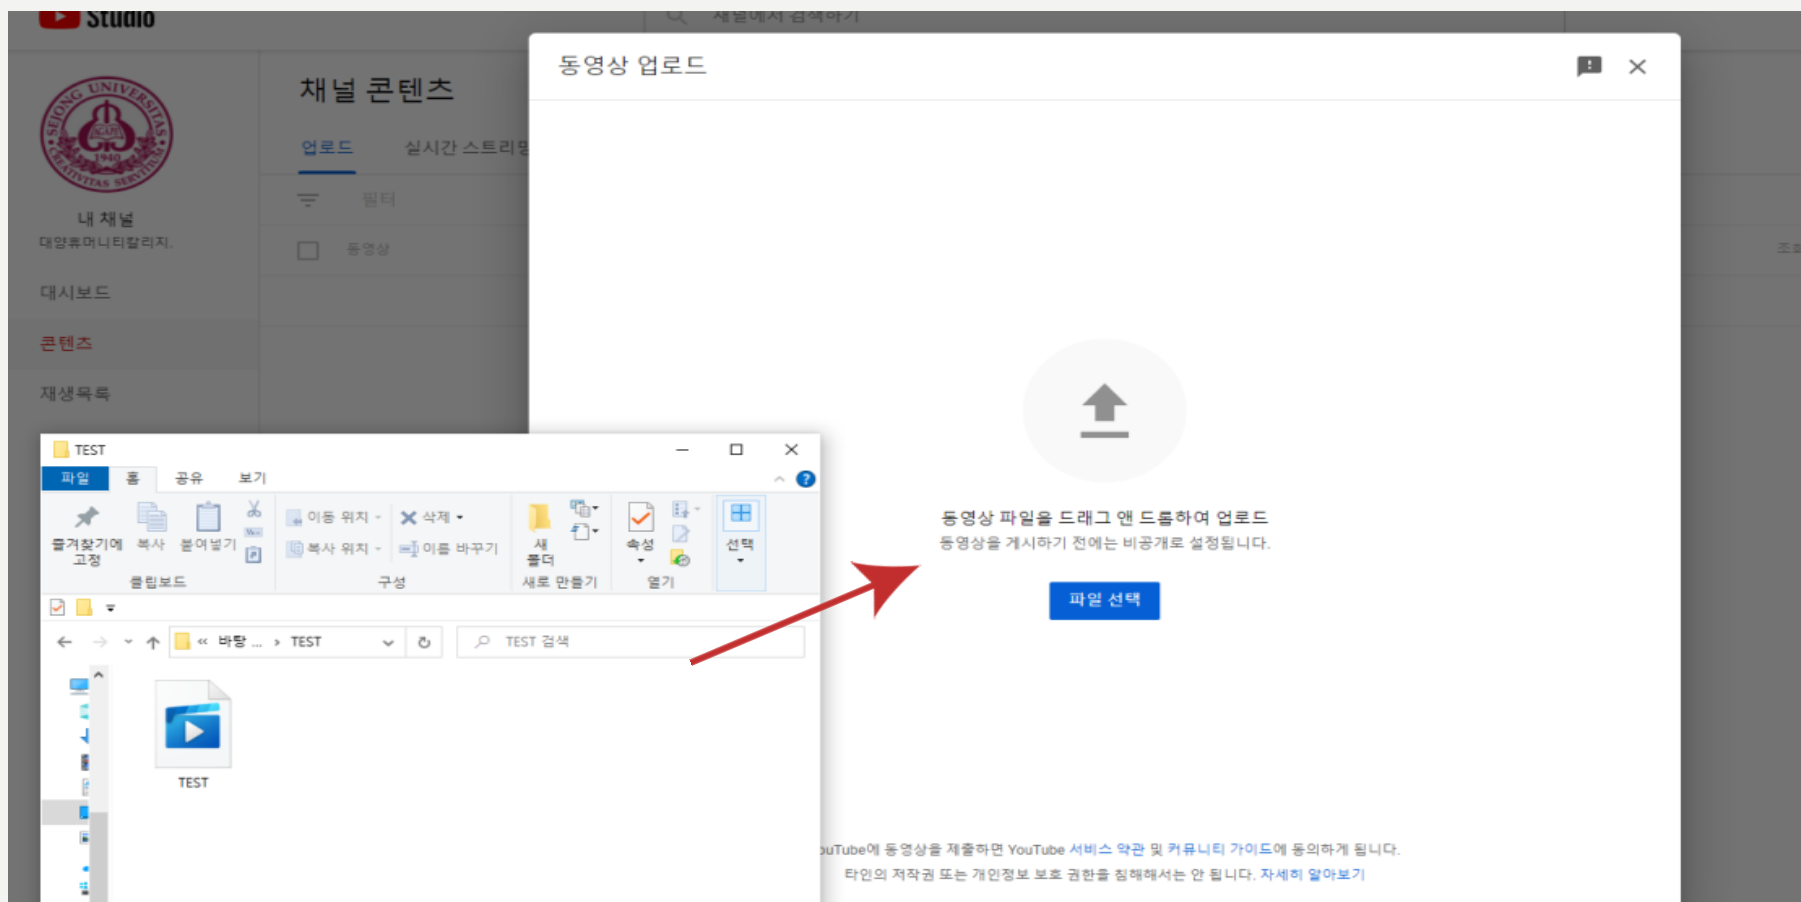 Studio
채널에서 검색하기
SEJONG UNIVERSITAS
1940
CREATIVITAS SERVITIUM
내 채널
대양휴머니티칼리지.
대시보드
콘텐츠
재생목록
채널 콘텐츠
업로드 실시간 스트리밍
필터
동영상
동영상 업로드
동영상 파일을 드래그 앤 드롭하여 업로드
동영상을 게시하기 전에는 비공개로 설정됩니다.
파일 선택
ouTube에 동영상을 제출하면 YouTube 서비스 약관 및 커뮤니티 가이드에 동의하게 됩니다.
타인의 저작권 또는 개인정보 보호 권한을 침해해서는 안 됩니다. 자세히 알아보기
TEST
파일 홈 공유 보기
즐겨찾기에 고정
복사
붙여넣기
클립보드
이동 위치
복사 위치
삭제
이름 바꾸기
구성
새 폴더
새로 만들기
속성
열기
선택
« 바탕 ... › TEST
TEST 검색
TEST